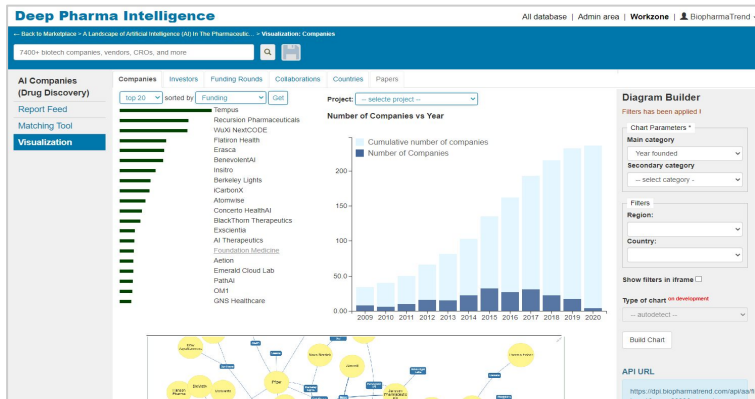 Deep Pharma Intelligence
All database | Admin area | Workzone | BiopharmaTrend
← Back to Marketplace > A Landscape of Artificial Intelligence (AI) In The Pharmaceutic... > Visualization: Companies
7400+ biotech companies, vendors, CROs, and more
AI Companies
(Drug Discovery)
Report Feed
Matching Tool
Visualization
Companies Investors Funding Rounds Collaborations Countries Papers
top 20 sorted by Funding Get
Tempus
Recursion Pharmaceuticals
WuXi NextCODE
Flatiron Health
Erasca
BenevolentAI
Insitro
Berkeley Lights
iCarbonX
Atomwise
Concerto HealthAI
BlackThorn Therapeutics
Exscientia
AI Therapeutics
Foundation Medicine
Aetion
Emerald Cloud Lab
PathAI
OM1
GNS Healthcare
Project: -- selecte project --
Number of Companies vs Year
Cumulative number of companies
Number of Companies
200
150
100
50.0
0.00
2009 2010 2011 2012 2013 2014 2015 2016 2017 2018 2019 2020
Pfizer
Diagram Builder
Filters has been applied !
Chart Parameters *
Main category
Year founded
Secondary category
-- select category -
Filters
Region:
Country:
Show filters in iframe
Type of chart on development
-- autodetect --
Build Chart
API URL
https://dpi.biopharmatrend.com/api/aa/fi